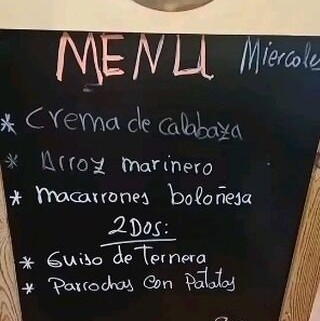 MENU Miercoles
* Crema de calabaza
* Arroz marinero
* Macarrones boloñesa
2Dos:
* Guiso de Ternera
* Parrochas con Patatas